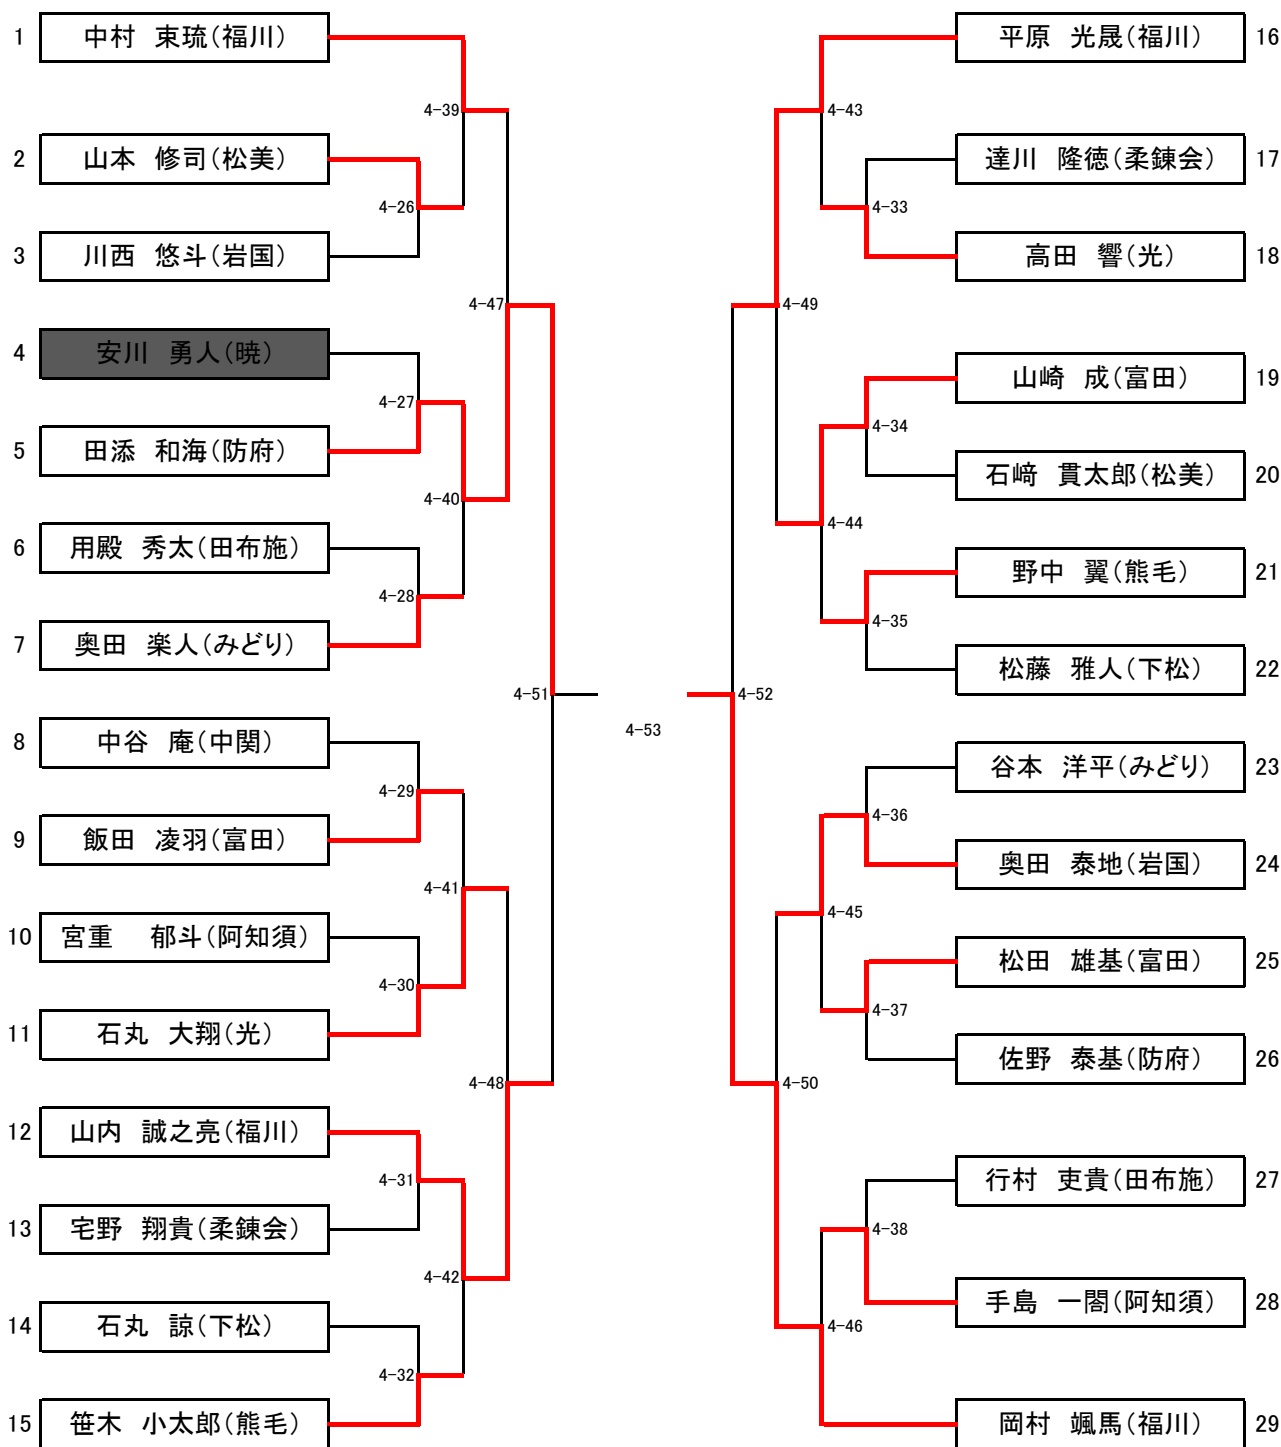 1 中村 束琉(福川)
4-39
2 山本 修司(松美)
4-26
3 川西 悠斗(岩国)
4-47
4 安川 勇人(暁)
4-27
5 田添 和海(防府)
4-40
6 用殿 秀太(田布施)
4-28
7 奥田 楽人(みどり)
4-51
8 中谷 庵(中関)
4-29
9 飯田 凌羽(富田)
4-41
10 宮重 郁斗(阿知須)
4-30
11 石丸 大翔(光)
4-48
12 山内 誠之亮(福川)
4-31
13 宅野 翔貴(柔錬会)
4-42
14 石丸 諒(下松)
4-32
15 笹木 小太郎(熊毛)
4-53
平原 光晟(福川) 16
4-43
達川 隆徳(柔錬会) 17
4-33
高田 響(光) 18
4-49
山崎 成(富田) 19
4-34
石﨑 貫太郎(松美) 20
4-44
野中 翼(熊毛) 21
4-35
松藤 雅人(下松) 22
4-52
谷本 洋平(みどり) 23
4-36
奥田 泰地(岩国) 24
4-45
松田 雄基(富田) 25
4-37
佐野 泰基(防府) 26
4-50
行村 吏貴(田布施) 27
4-38
手島 一閤(阿知須) 28
4-46
岡村 颯馬(福川) 29